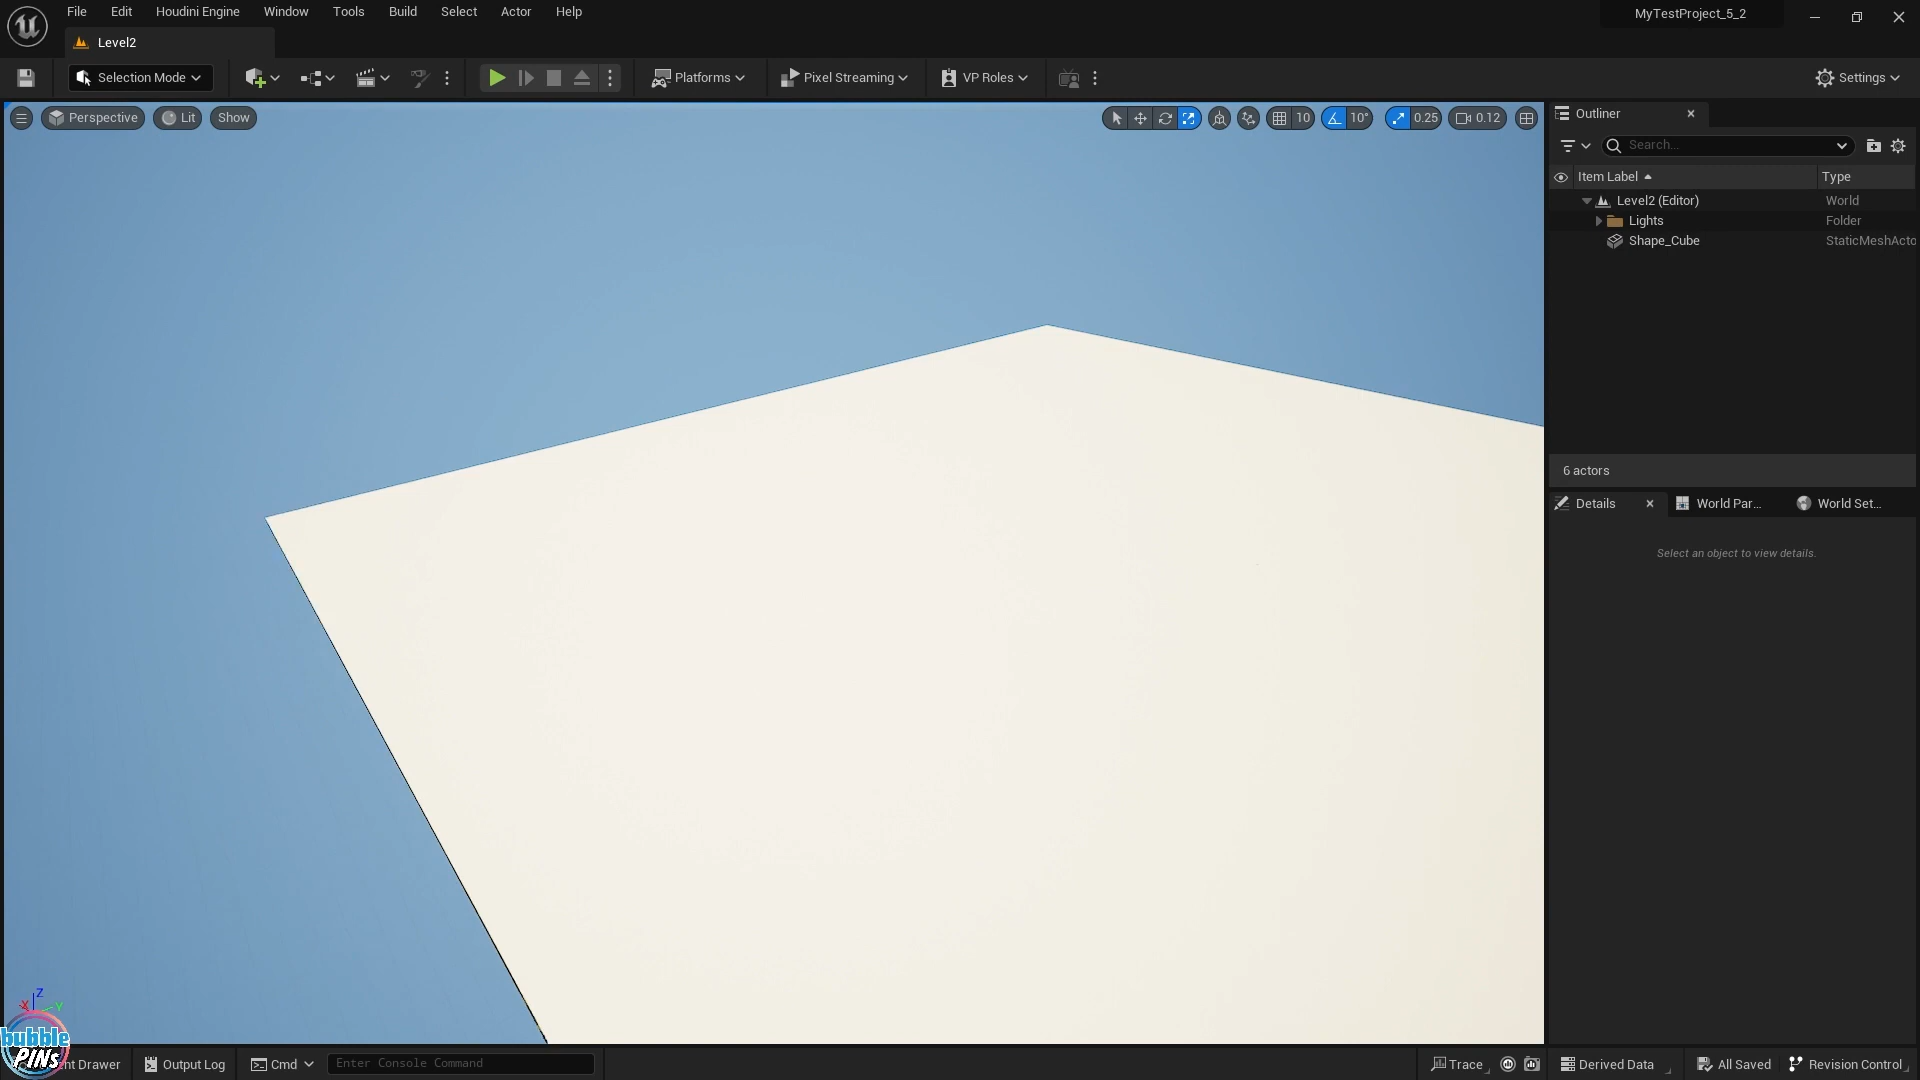 File Edit Houdini Engine Window Tools Build Select Actor Help
MyTestProject_5_2
Level2
Selection Mode
Platforms
Pixel Streaming
VP Roles
Settings
Perspective
Lit
Show
10
10°
0.25
0.12
Outliner
Search...
Item Label
Type
Level2 (Editor)
World
Lights
Folder
Shape_Cube
StaticMeshActo
6 actors
Details
World Par...
World Set...
Select an object to view details.
X
Z
Y
bubble
PINs
nt Drawer
Output Log
Cmd
Enter Console Command
Trace
Derived Data
All Saved
Revision Control